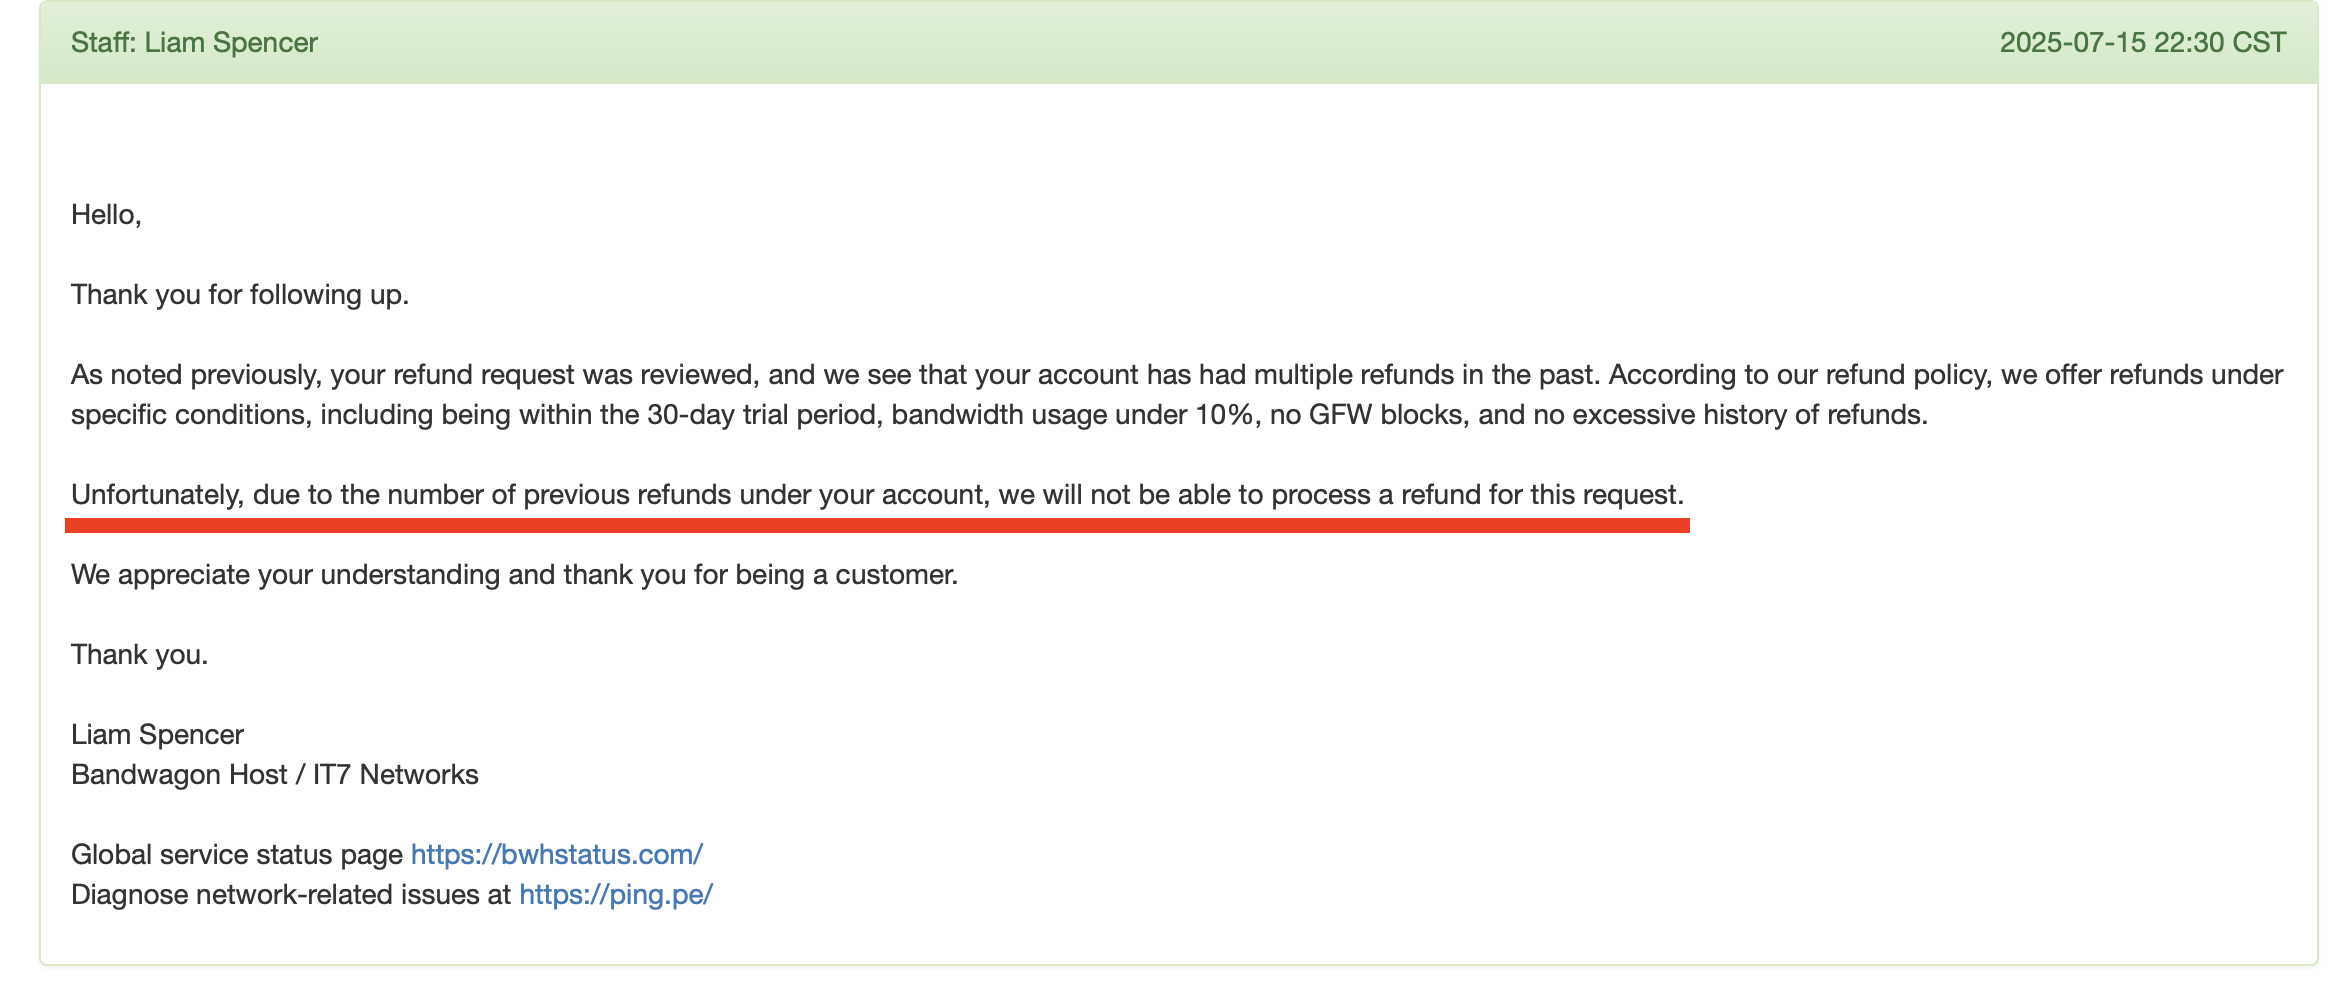 Staff: Liam Spencer
2025-07-15 22:30 CST
Hello,
Thank you for following up.
As noted previously, your refund request was reviewed, and we see that your account has had multiple refunds in the past. According to our refund policy, we offer refunds under
specific conditions, including being within the 30-day trial period, bandwidth usage under 10%, no GFW blocks, and no excessive history of refunds.
Unfortunately, due to the number of previous refunds under your account, we will not be able to process a refund for this request.
We appreciate your understanding and thank you for being a customer.
Thank you.
Liam Spencer
Bandwagon Host / IT7 Networks
Global service status page https://bwhstatus.com/
Diagnose network-related issues at https://ping.pe/